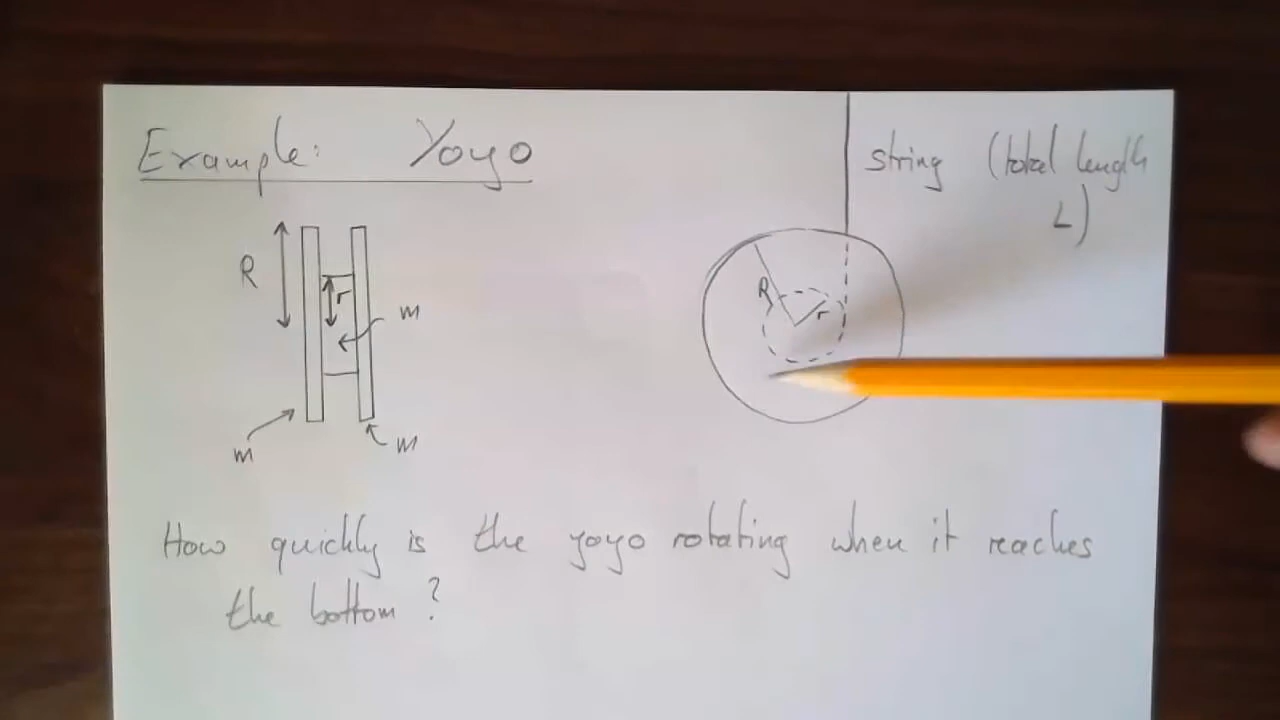 Example: Yoyo
string (total length
L)
R
r
m
m
m
R
r
How quickly is the yoyo rotating when it reaches
the bottom?